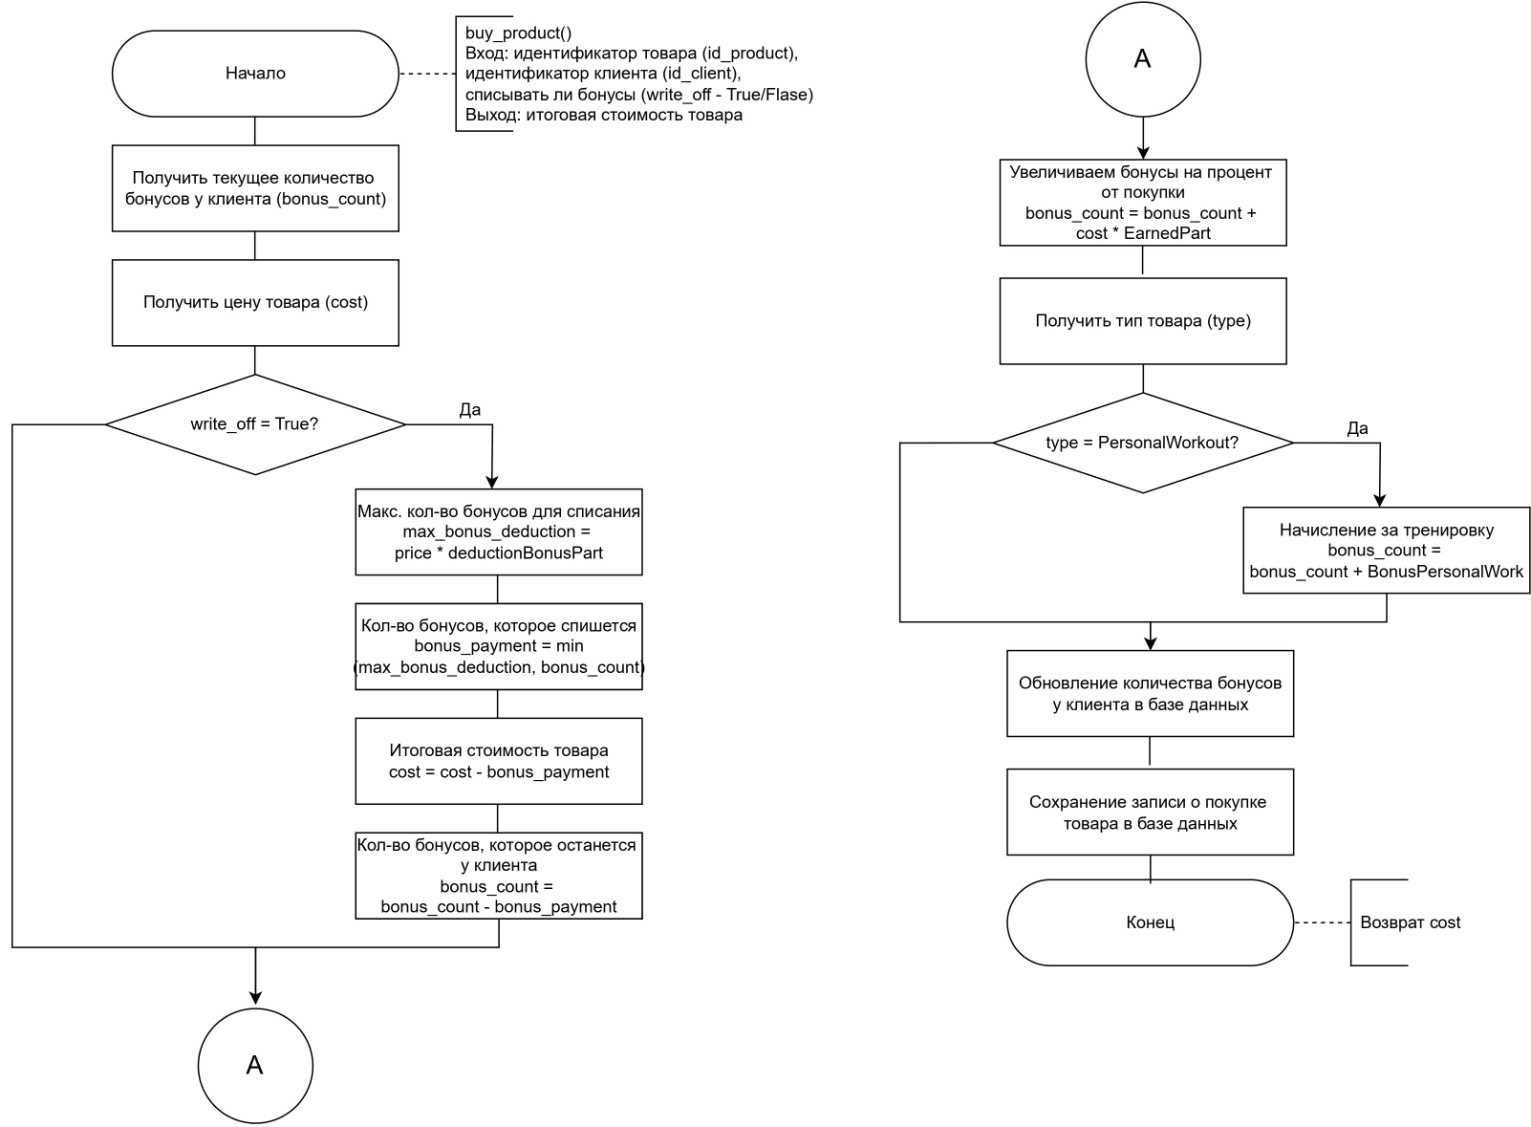 Начало
buy_product()
Вход: идентификатор товара (id_product),
идентификатор клиента (id_client),
списывать ли бонусы (write_off - True/Flase)
Выход: итоговая стоимость товара
Получить текущее количество
бонусов у клиента (bonus_count)
Получить цену товара (cost)
write_off = True?
Да
Макс. кол-во бонусов для списания
max_bonus_deduction =
price * deductionBonusPart
Кол-во бонусов, которое спишется
bonus_payment = min
(max_bonus_deduction, bonus_count)
Итоговая стоимость товара
cost = cost - bonus_payment
Кол-во бонусов, которое останется
у клиента
bonus_count =
bonus_count - bonus_payment
A
A
Увеличиваем бонусы на процент
от покупки
bonus_count = bonus_count +
cost * EarnedPart
Получить тип товара (type)
type = PersonalWorkout?
Да
Начисление за тренировку
bonus_count =
bonus_count + BonusPersonalWork
Обновление количества бонусов
у клиента в базе данных
Сохранение записи о покупке
товара в базе данных
Конец
Возврат cost